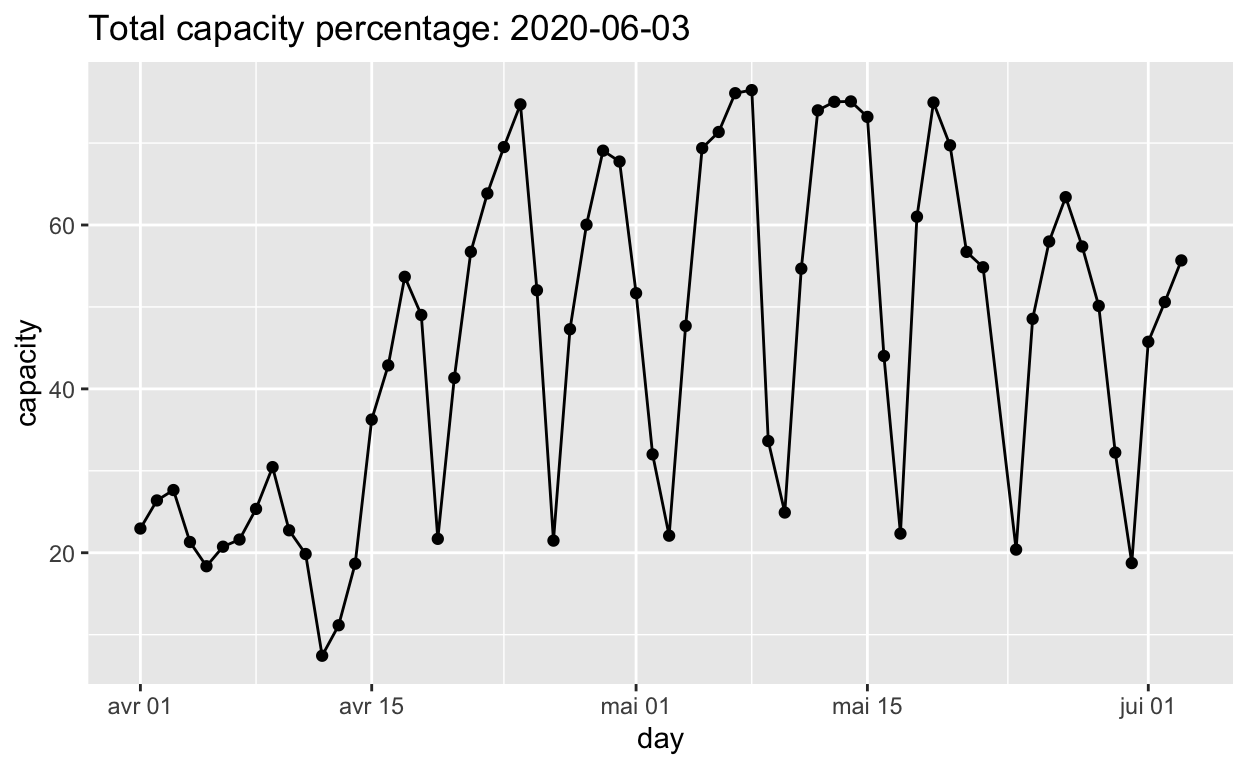 Total capacity percentage: 2020-06-03
capacity
60
40
20
avr 01
avr 15
mai 01
mai 15
jui 01
day